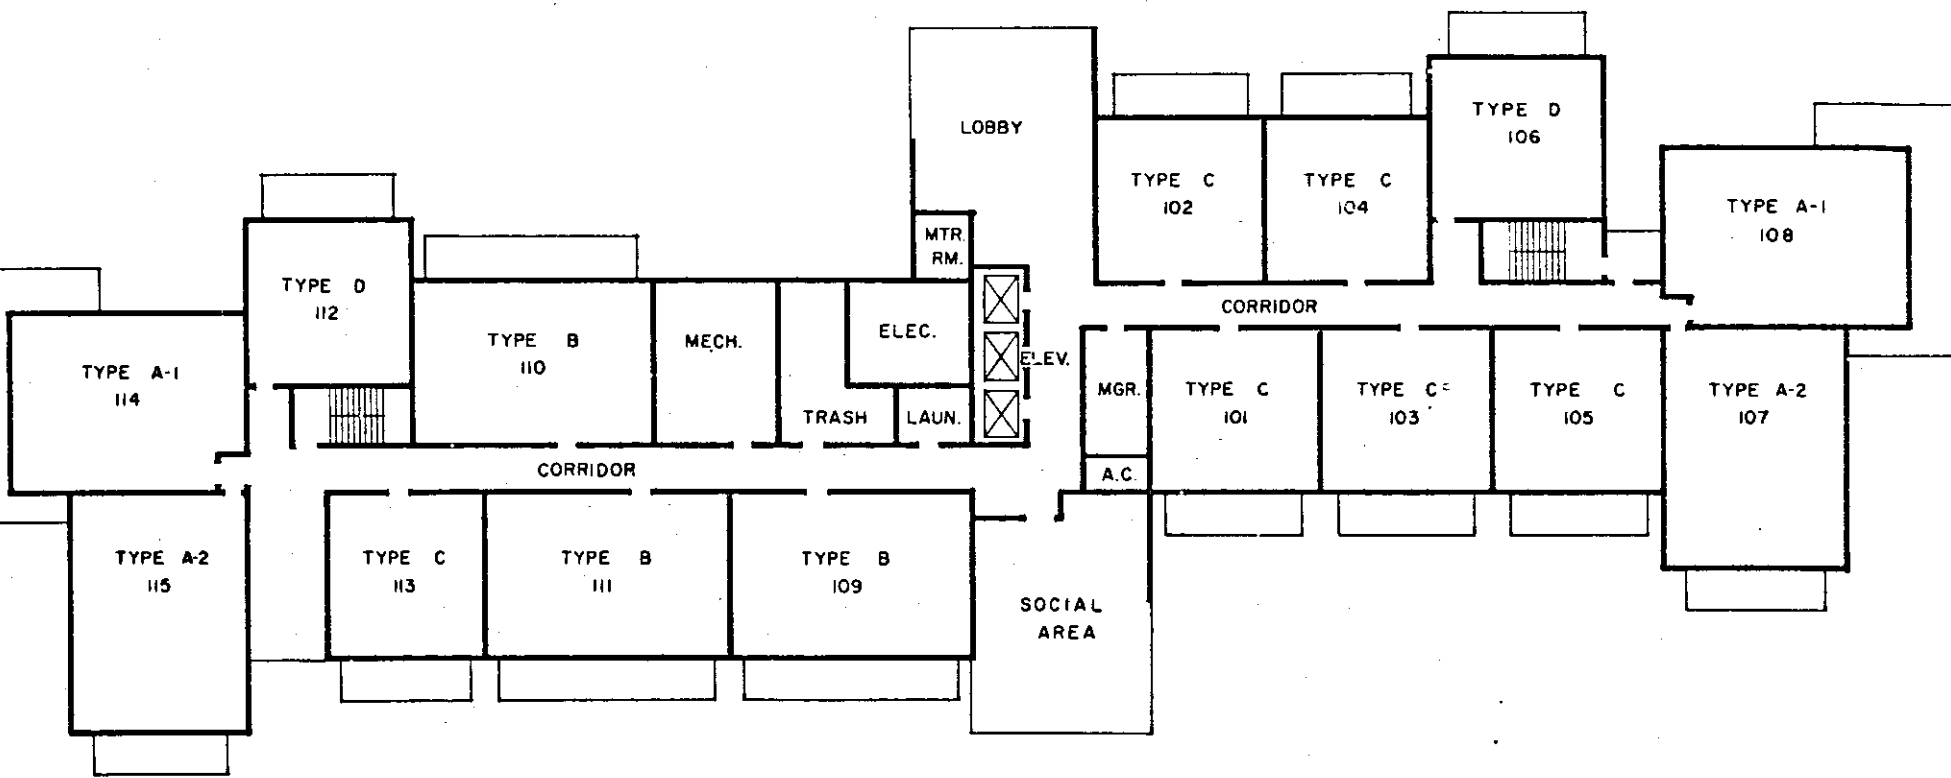 LOBBY
TYPE D
106
TYPE C
102
TYPE C
104
TYPE A-1
108
MTR.
RM.
TYPE D
112
CORRIDOR
TYPE B
110
MECH.
ELEC.
ELEV.
TYPE A-1
114
MGR.
TYPE C
101
TYPE C
103
TYPE C
105
TYPE A-2
107
TRASH
LAUN.
CORRIDOR
A.C.
TYPE A-2
115
TYPE C
113
TYPE B
111
TYPE B
109
SOCIAL
AREA